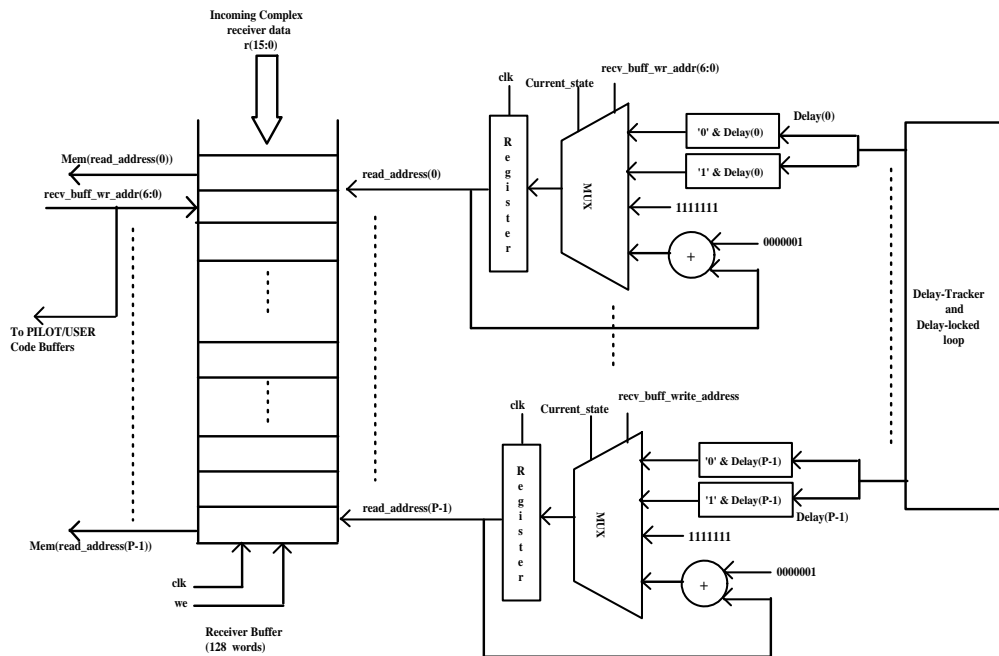 Incoming Complex
receiver data
r(15:0)
Mem(read_address(0))
recv_buff_wr_addr(6:0)
To PILOT/USER
Code Buffers
Mem(read_address(P-1))
clk
we
Receiver Buffer
(128 words)
read_address(0)
read_address(P-1)
clk
Register
Current_state
recv_buff_wr_addr(6:0)
MUX
'0' & Delay(0)
'1' & Delay(0)
Delay(0)
1111111
0000001
+
clk
Register
Current_state
recv_buff_write_address
MUX
'0' & Delay(P-1)
'1' & Delay(P-1)
Delay(P-1)
1111111
0000001
+
Delay-Tracker
and
Delay-locked
loop